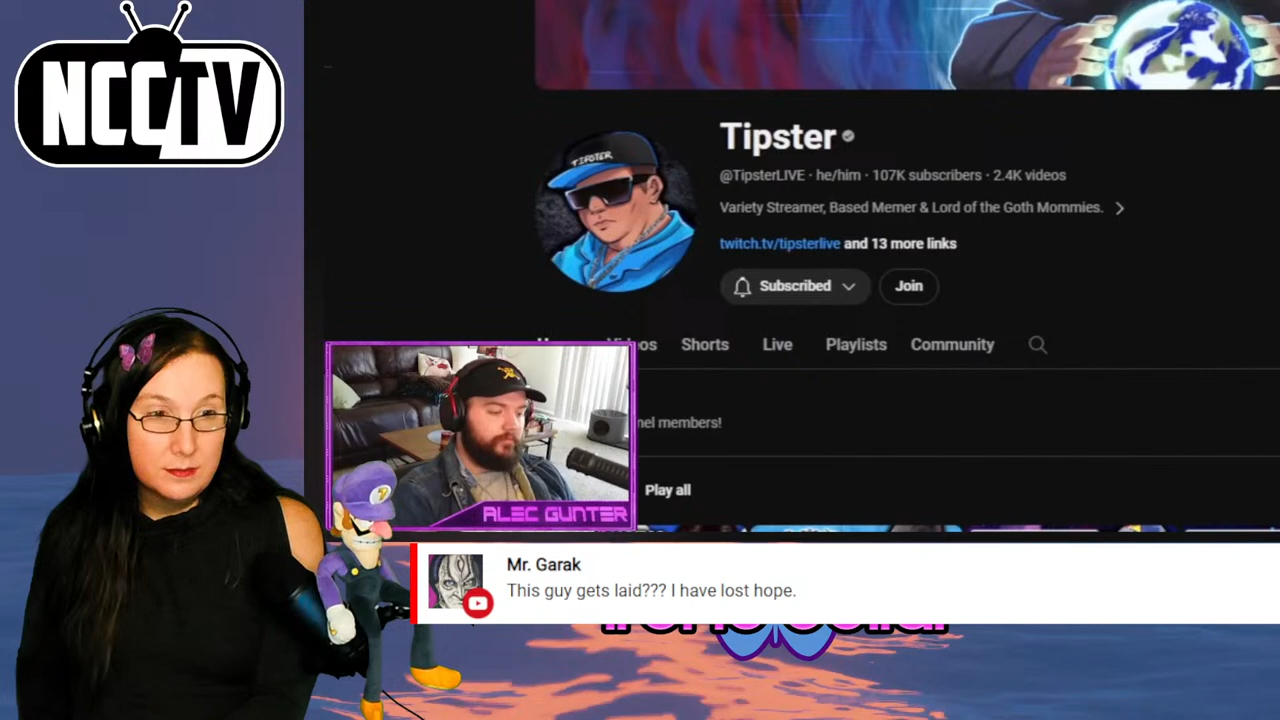 NCCTV
TIPSTER
Tipster
@TipsterLIVE · he/him · 107K subscribers · 2.4K videos
Variety Streamer, Based Memer & Lord of the Goth Mommies.
twitch.tv/tipsterlive and 13 more links
Subscribed
Join
Shorts
Live
Playlists
Community
members!
Play all
ALEC GUNTER
Mr. Garak
This guy gets laid??? I have lost hope.